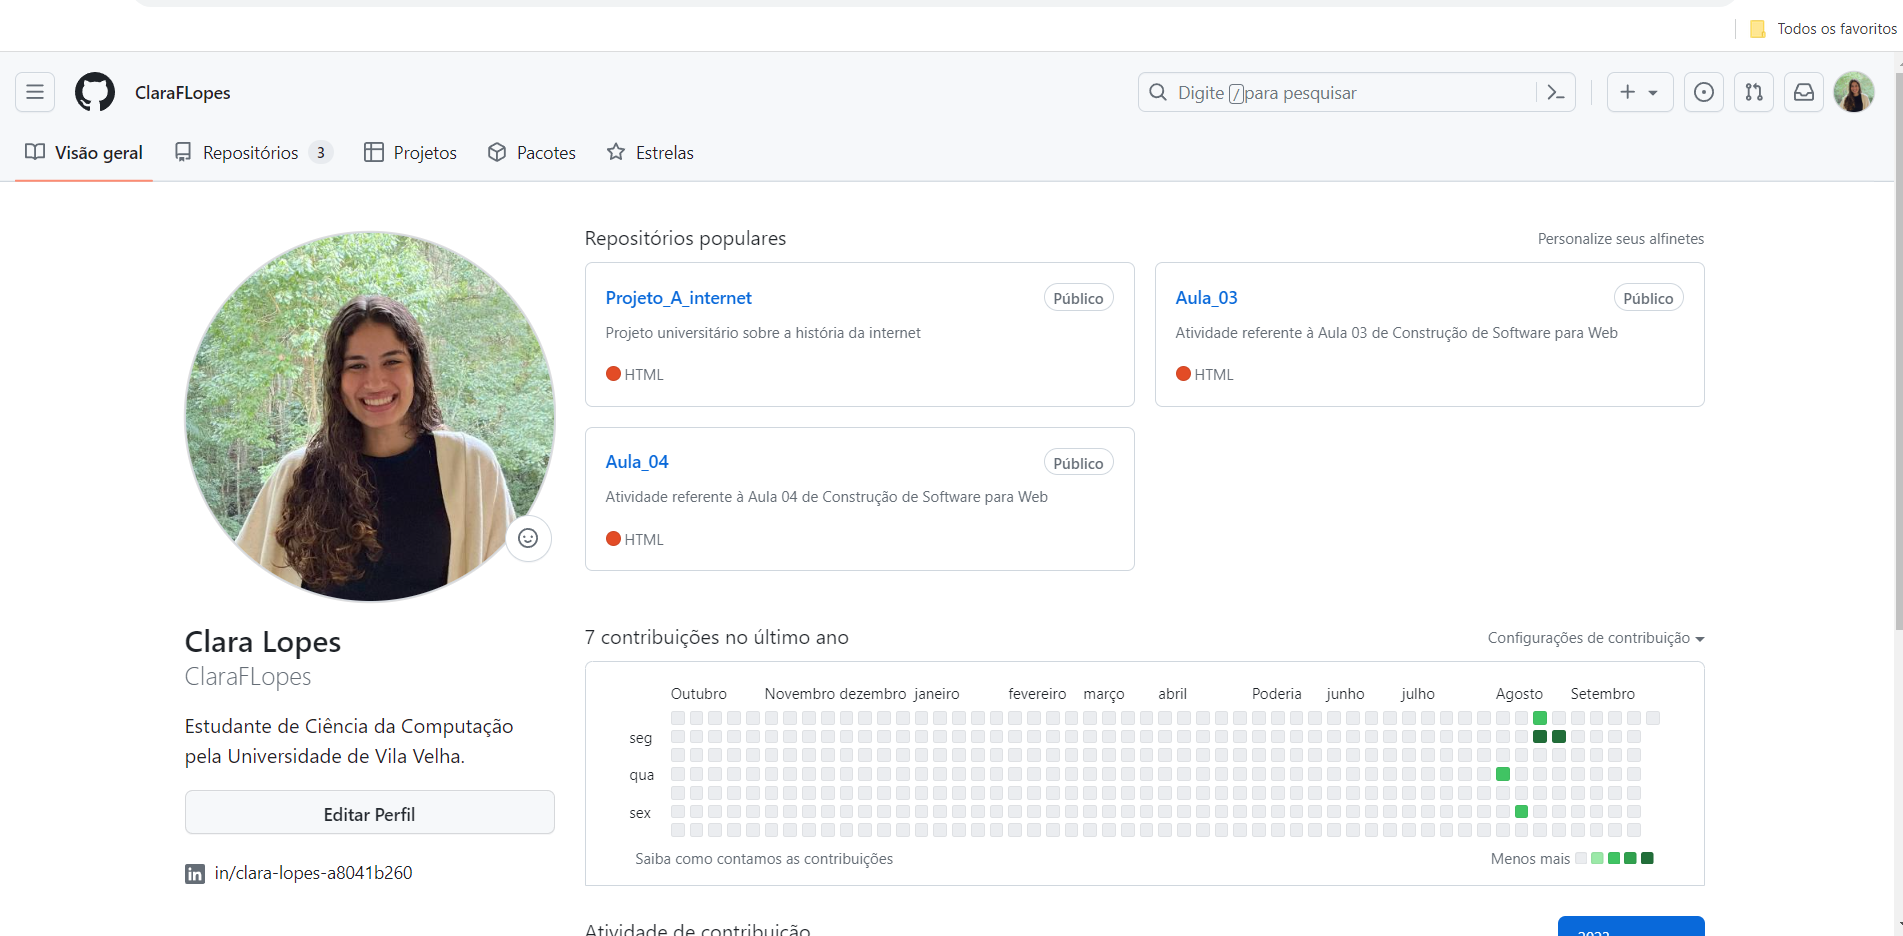 Todos os favoritos
ClaraFLopes
Digite / para pesquisar
Visão geral
Repositórios 3
Projetos
Pacotes
Estrelas
Clara Lopes
ClaraFLopes
Estudante de Ciência da Computação
pela Universidade de Vila Velha.
Editar Perfil
in/clara-lopes-a8041b260
Repositórios populares
Personalize seus alfinetes
Projeto_A_internet
Público
Projeto universitário sobre a história da internet
HTML
Aula_03
Público
Atividade referente à Aula 03 de Construção de Software para Web
HTML
Aula_04
Público
Atividade referente à Aula 04 de Construção de Software para Web
HTML
7 contribuições no último ano
Configurações de contribuição
Outubro Novembro dezembro janeiro fevereiro março abril Poderia junho julho Agosto Setembro
seg
qua
sex
Saiba como contamos as contribuições
Menos mais
Atividade de contribuição
2023